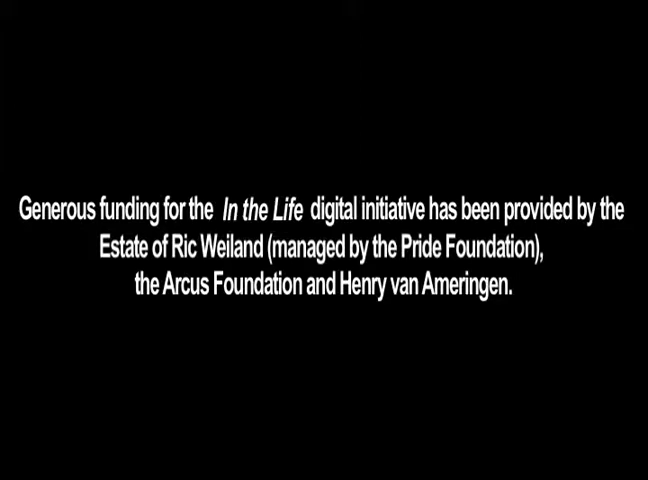 Generous funding for the In the Life digital initiative has been provided by the
Estate of Ric Weiland (managed by the Pride Foundation),
the Arcus Foundation and Henry van Ameringen.